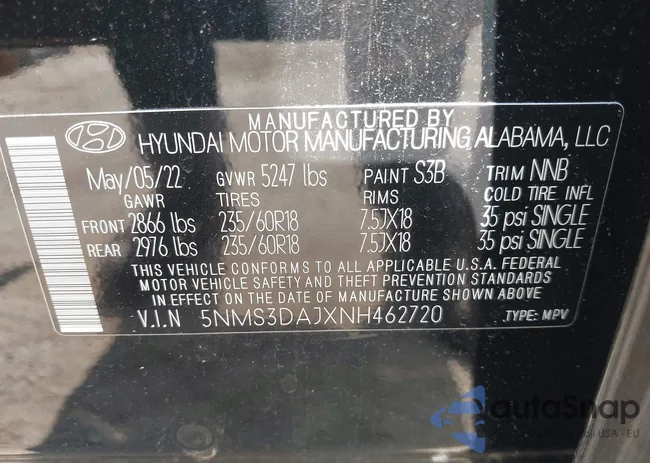 MANUFACTURED BY
HYUNDAI MOTOR MANUFACTURING ALABAMA, LLC
May/05/22 GVWR 5247 lbs PAINT S3B TRIM NNB
GAWR TIRES RIMS COLD TIRE INFL
FRONT 2866 lbs 235/60R18 7.5JX18 35 psi SINGLE
REAR 2976 lbs 235/60R18 7.5JX18 35 psi SINGLE
THIS VEHICLE CONFORMS TO ALL APPLICABLE U.S.A. FEDERAL
MOTOR VEHICLE SAFETY AND THEFT PREVENTION STANDARDS
IN EFFECT ON THE DATE OF MANUFACTURE SHOWN ABOVE.
V.I.N 5NMS3DAJXNH462720 TYPE: MPV
autoSnap
USA - EU